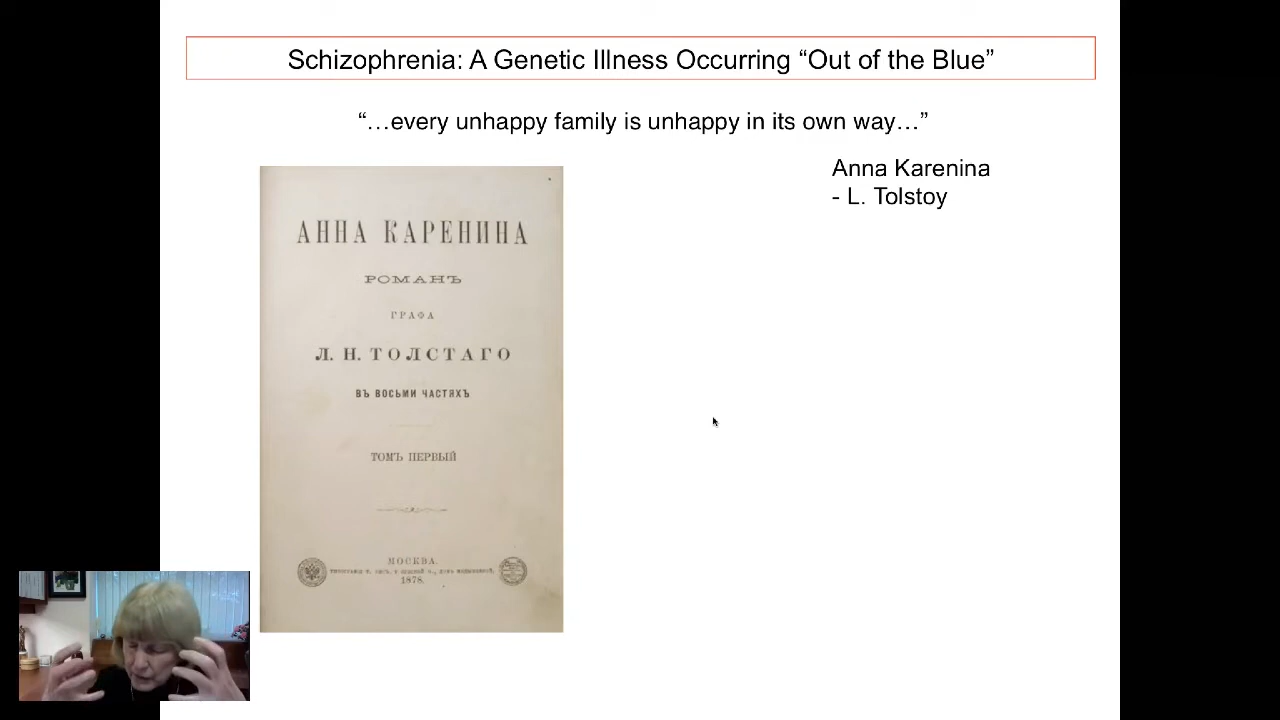 Schizophrenia: A Genetic Illness Occurring “Out of the Blue”
“…every unhappy family is unhappy in its own way…”
Anna Karenina
- L. Tolstoy
АННА КАРЕНИНА
РОМАНЪ
ГРАФА
Л. Н. ТОЛСТАГО
ВЪ ВОСЬМИ ЧАСТЯХЪ
ТОМЪ ПЕРВЫЙ
МОСКВА.
1878.